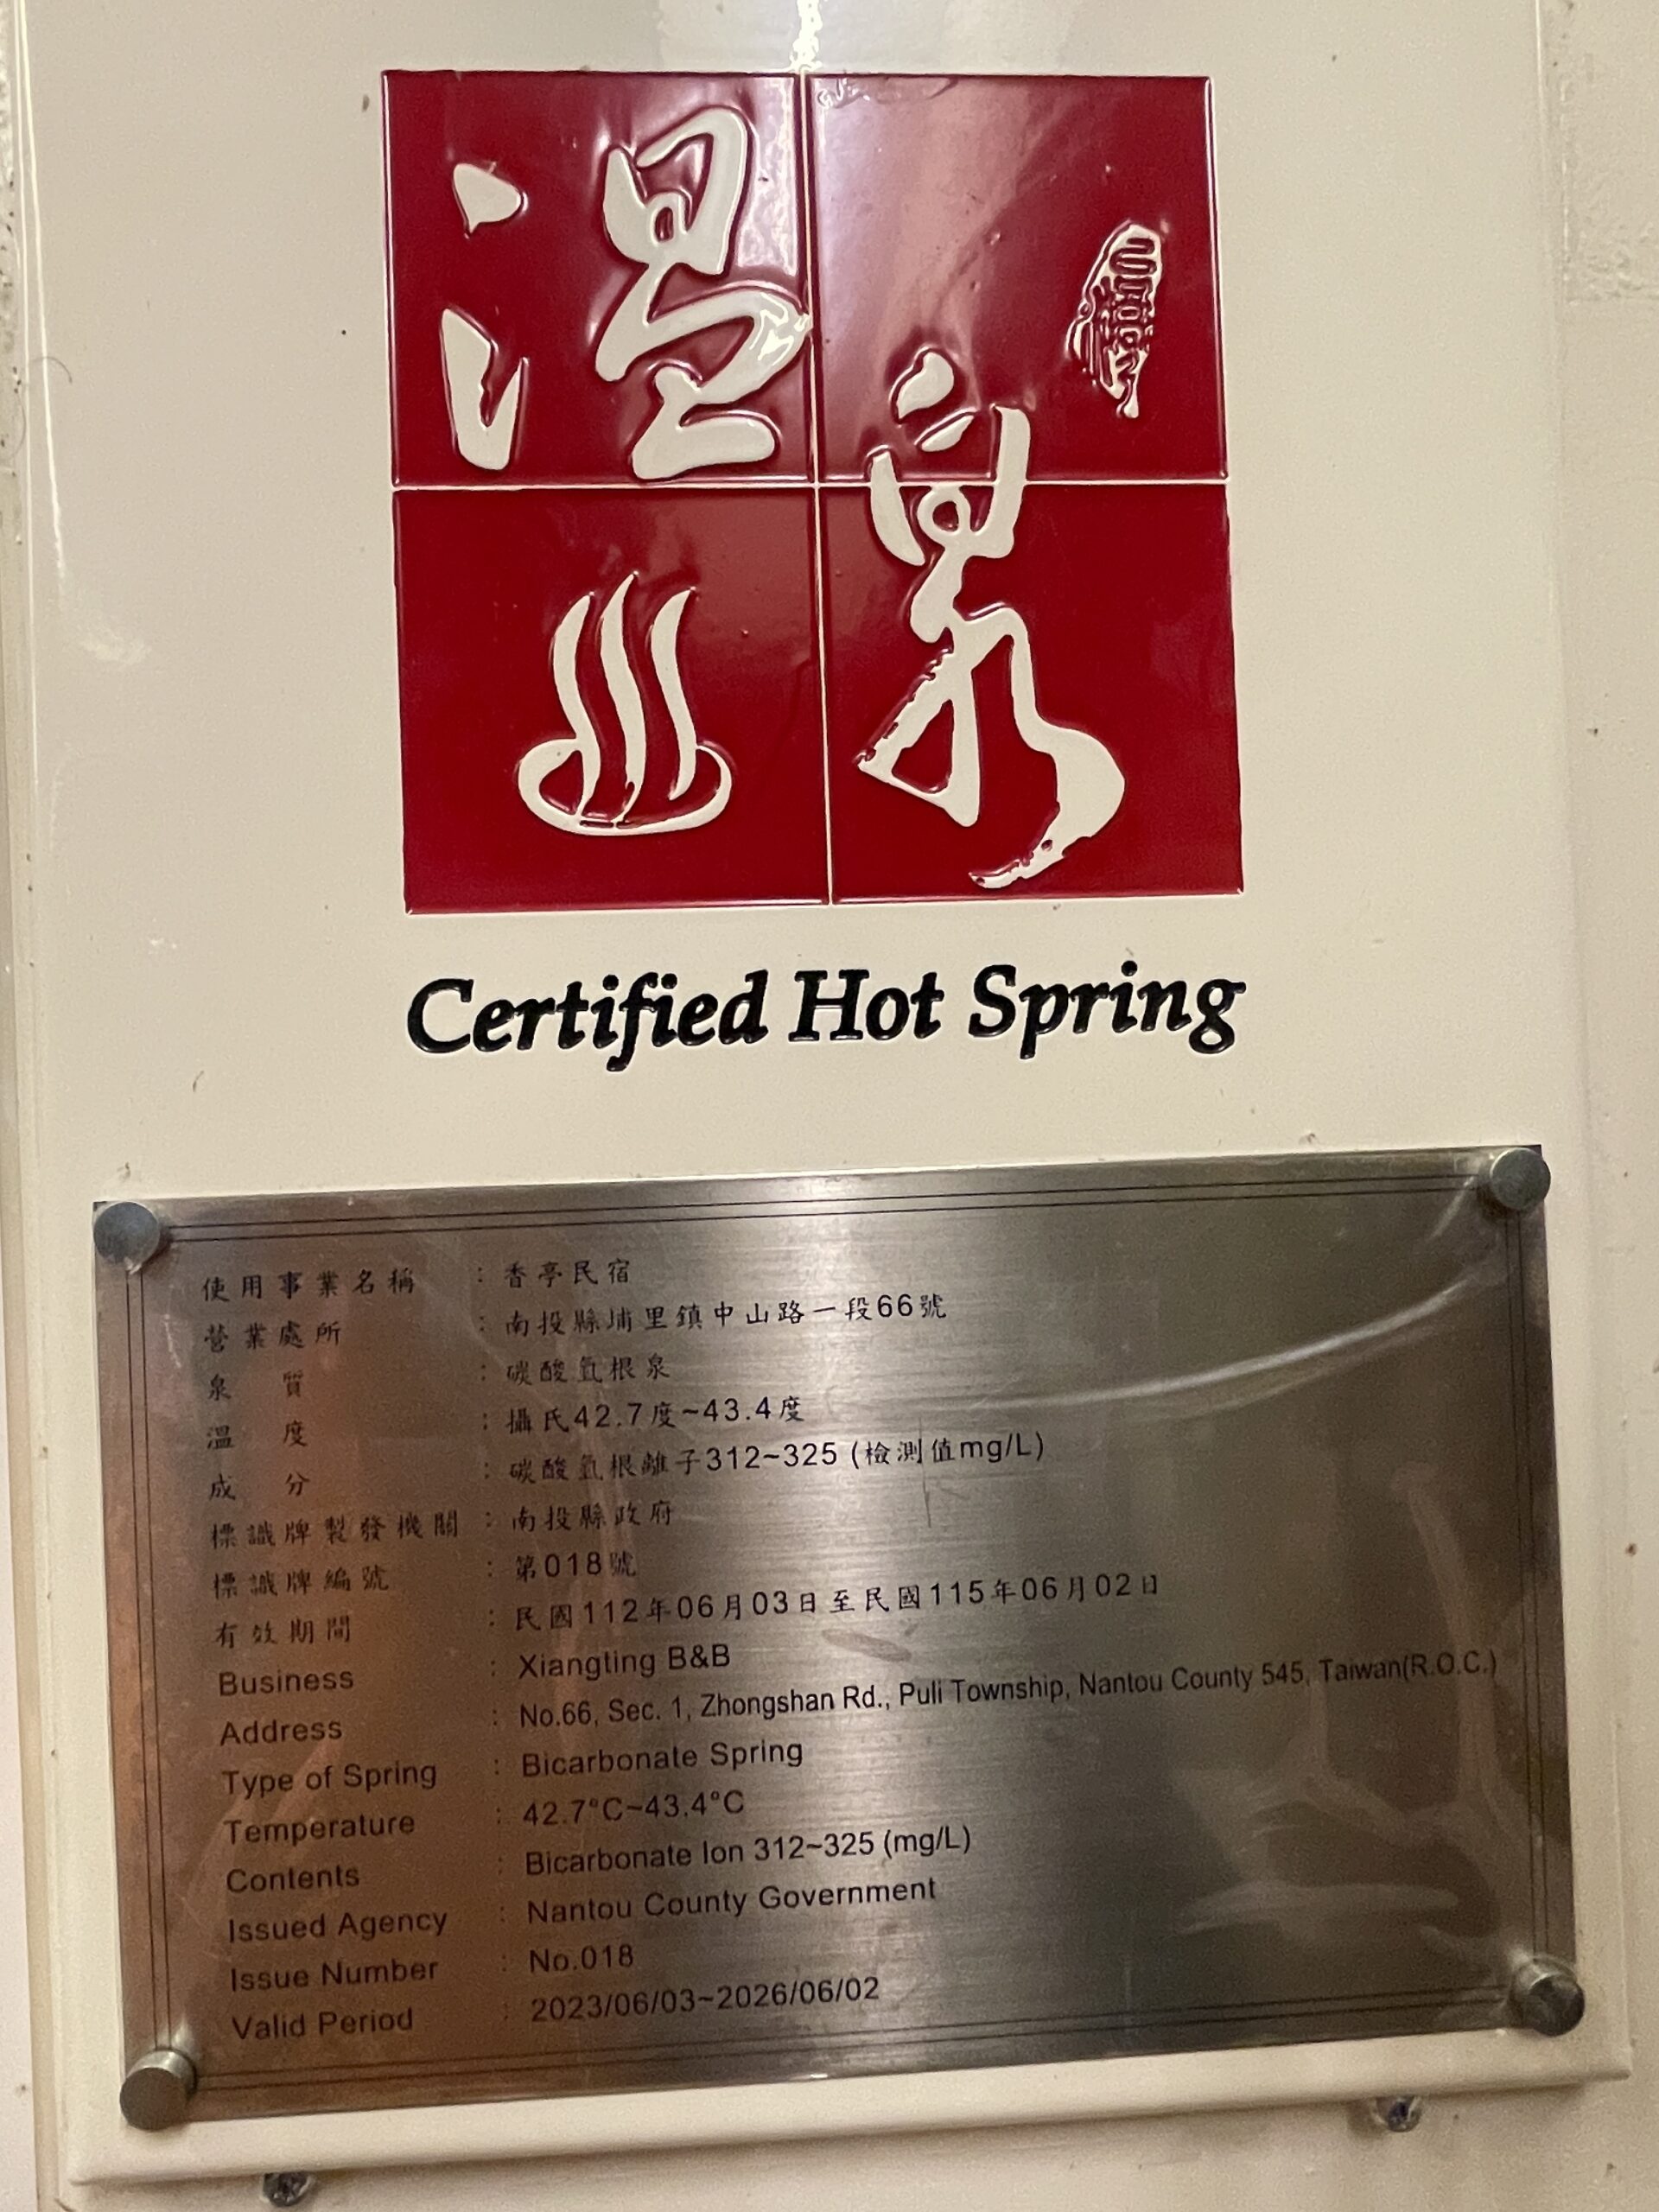 溫泉
臺灣
Certified Hot Spring
使用事業名稱 : 香亭民宿
營業處所 : 南投縣埔里鎮中山路一段66號
泉質 : 碳酸氫根泉
溫度 : 攝氏42.7度~43.4度
成分 : 碳酸氫根離子312~325 (檢測值mg/L)
標識牌製發機關 : 南投縣政府
標識牌編號 : 第018號
有效期間 : 民國112年06月03日至民國115年06月02日
Business : Xiangting B&B
Address : No.66, Sec. 1, Zhongshan Rd., Puli Township, Nantou County 545, Taiwan(R.O.C.)
Type of Spring : Bicarbonate Spring
Temperature : 42.7°C~43.4°C
Contents : Bicarbonate Ion 312~325 (mg/L)
Issued Agency : Nantou County Government
Issue Number : No.018
Valid Period : 2023/06/03~2026/06/02